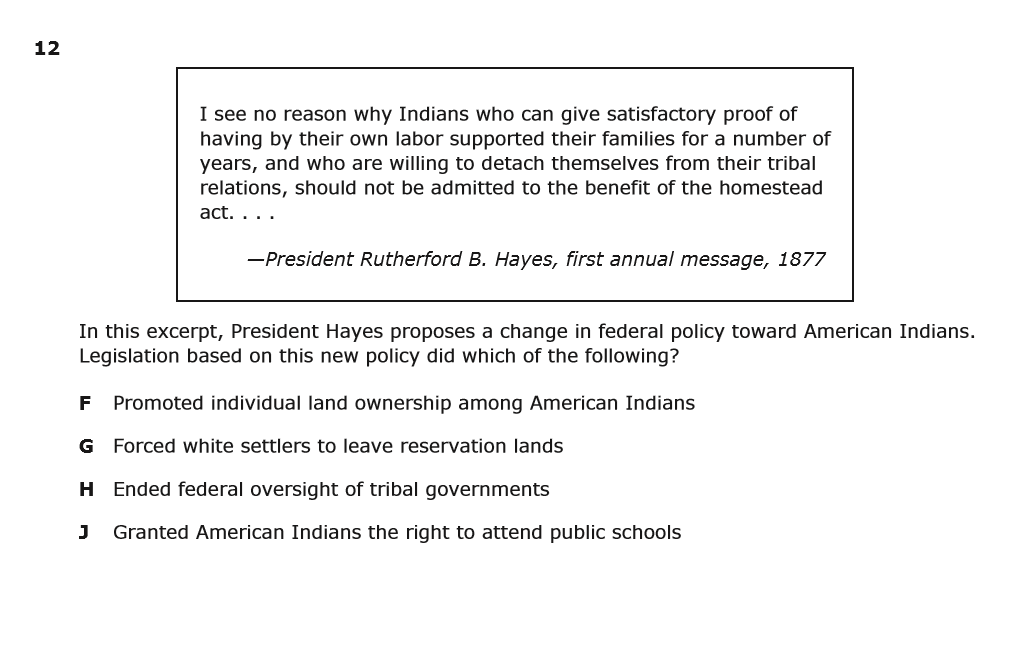 12
I see no reason why Indians who can give satisfactory proof of
having by their own labor supported their families for a number of
years, and who are willing to detach themselves from their tribal
relations, should not be admitted to the benefit of the homestead
act. . . .
—President Rutherford B. Hayes, first annual message, 1877
In this excerpt, President Hayes proposes a change in federal policy toward American Indians.
Legislation based on this new policy did which of the following?
F Promoted individual land ownership among American Indians
G Forced white settlers to leave reservation lands
H Ended federal oversight of tribal governments
J Granted American Indians the right to attend public schools